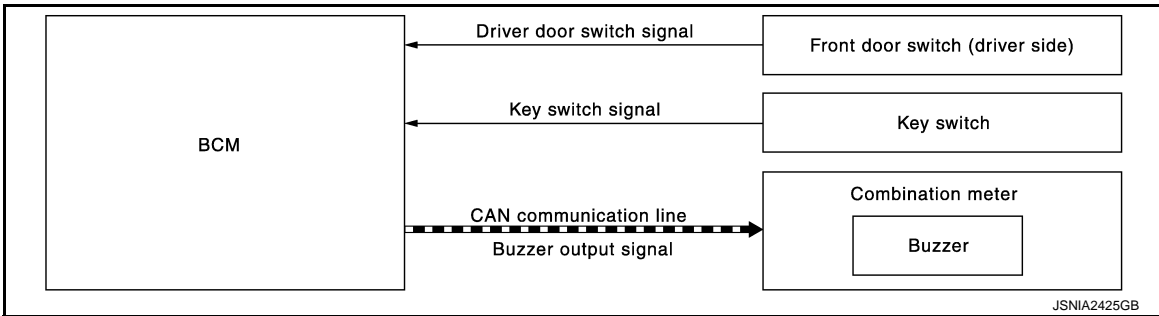 Driver door switch signal
Front door switch (driver side)
Key switch signal
Key switch
BCM
Combination meter
CAN communication line
Buzzer output signal
Buzzer
JSNIA2425GB